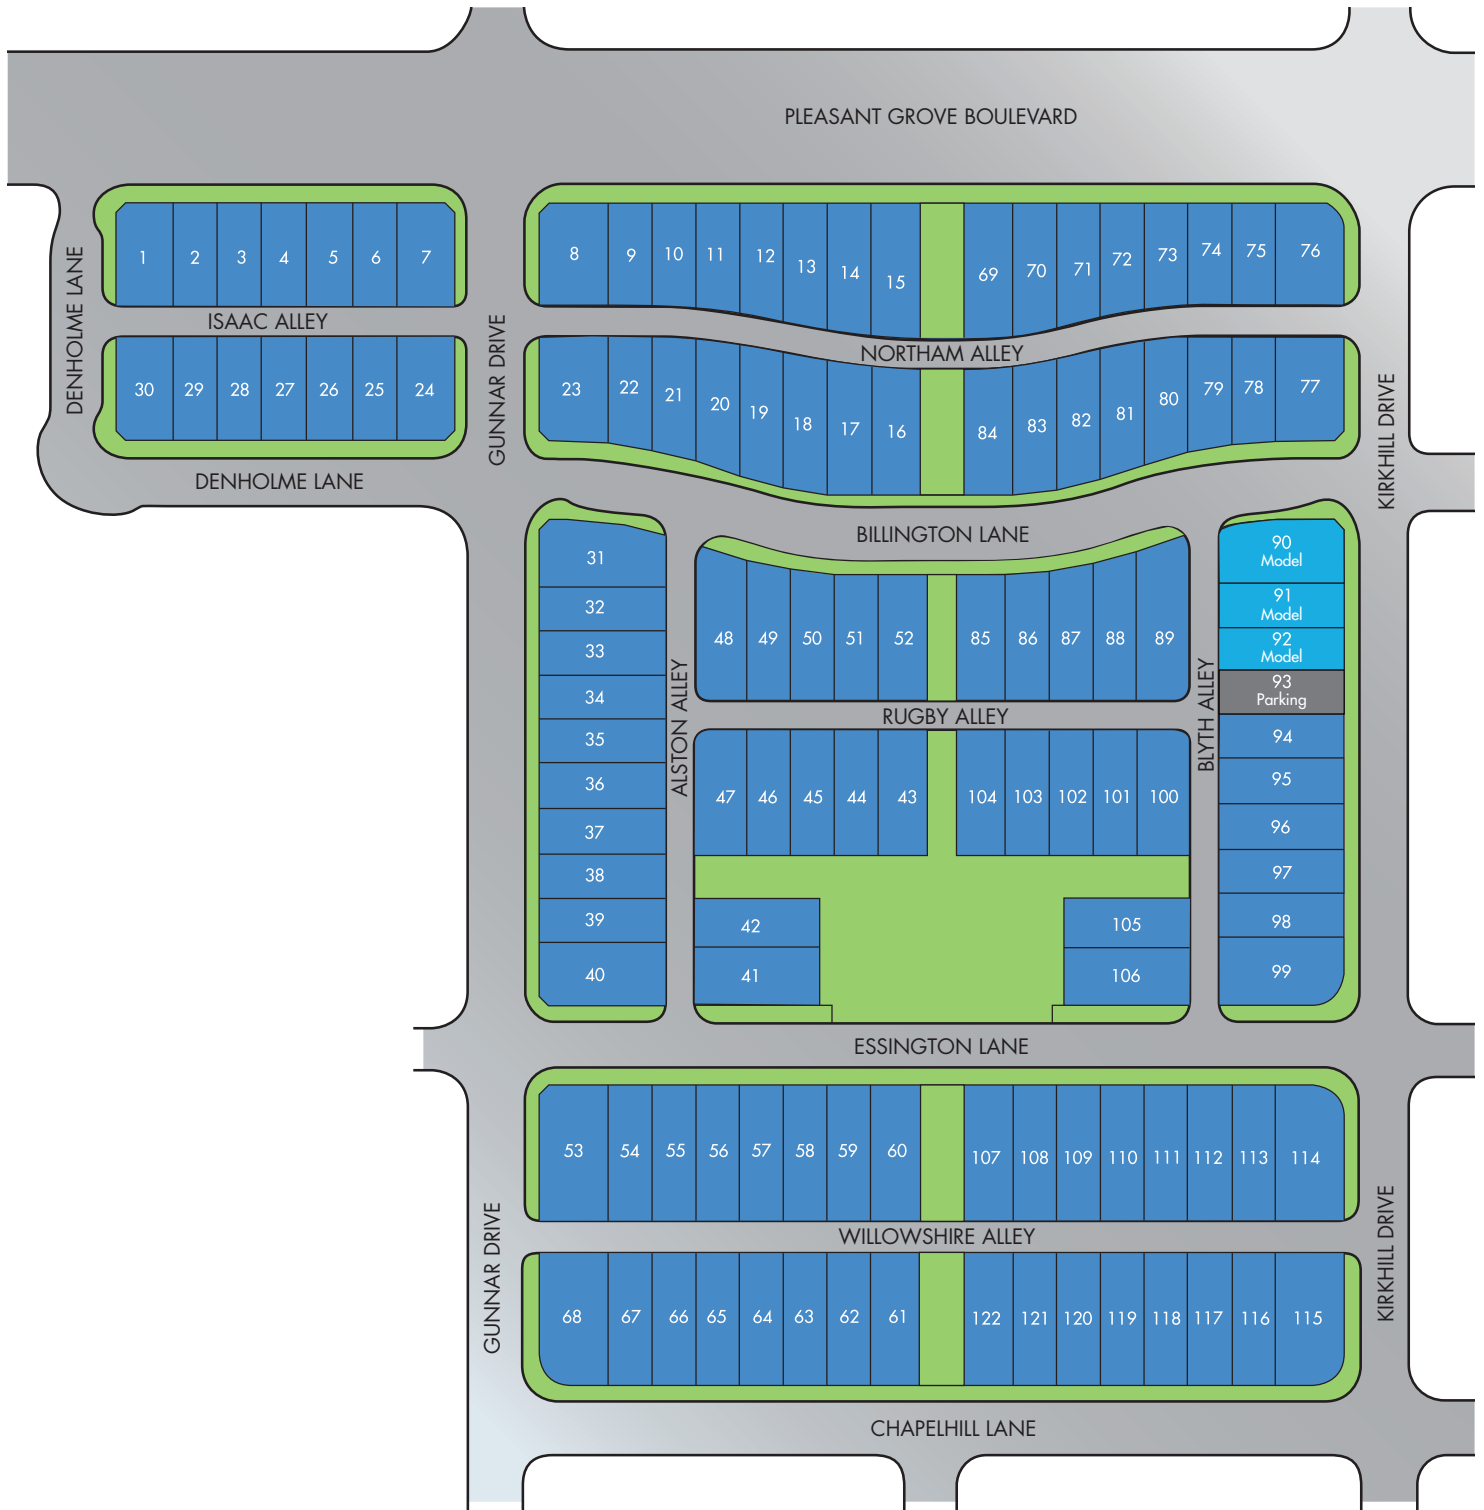 PLEASANT GROVE BOULEVARD
1 2 3 4 5 6 7
8 9 10 11 12 13 14 15
69 70 71 72 73 74 75 76
DENHOLME LANE
ISAAC ALLEY
GUNNAR DRIVE
NORTHAM ALLEY
KIRKHILL DRIVE
30 29 28 27 26 25 24
23 22 21 20 19 18 17 16
84 83 82 81 80 79 78 77
DENHOLME LANE
BILLINGTON LANE
31
32
33
34
35
36
37
38
39
40
ALSTON ALLEY
48 49 50 51 52
85 86 87 88 89
RUGBY ALLEY
47 46 45 44 43
104 103 102 101 100
42
41
105
106
BLYTH ALLEY
90
Model
91
Model
92
Model
93
Parking
94
95
96
97
98
99
ESSINGTON LANE
53 54 55 56 57 58 59 60
107 108 109 110 111 112 113 114
GUNNAR DRIVE
WILLOWSHIRE ALLEY
KIRKHILL DRIVE
68 67 66 65 64 63 62 61
122 121 120 119 118 117 116 115
CHAPELHILL LANE